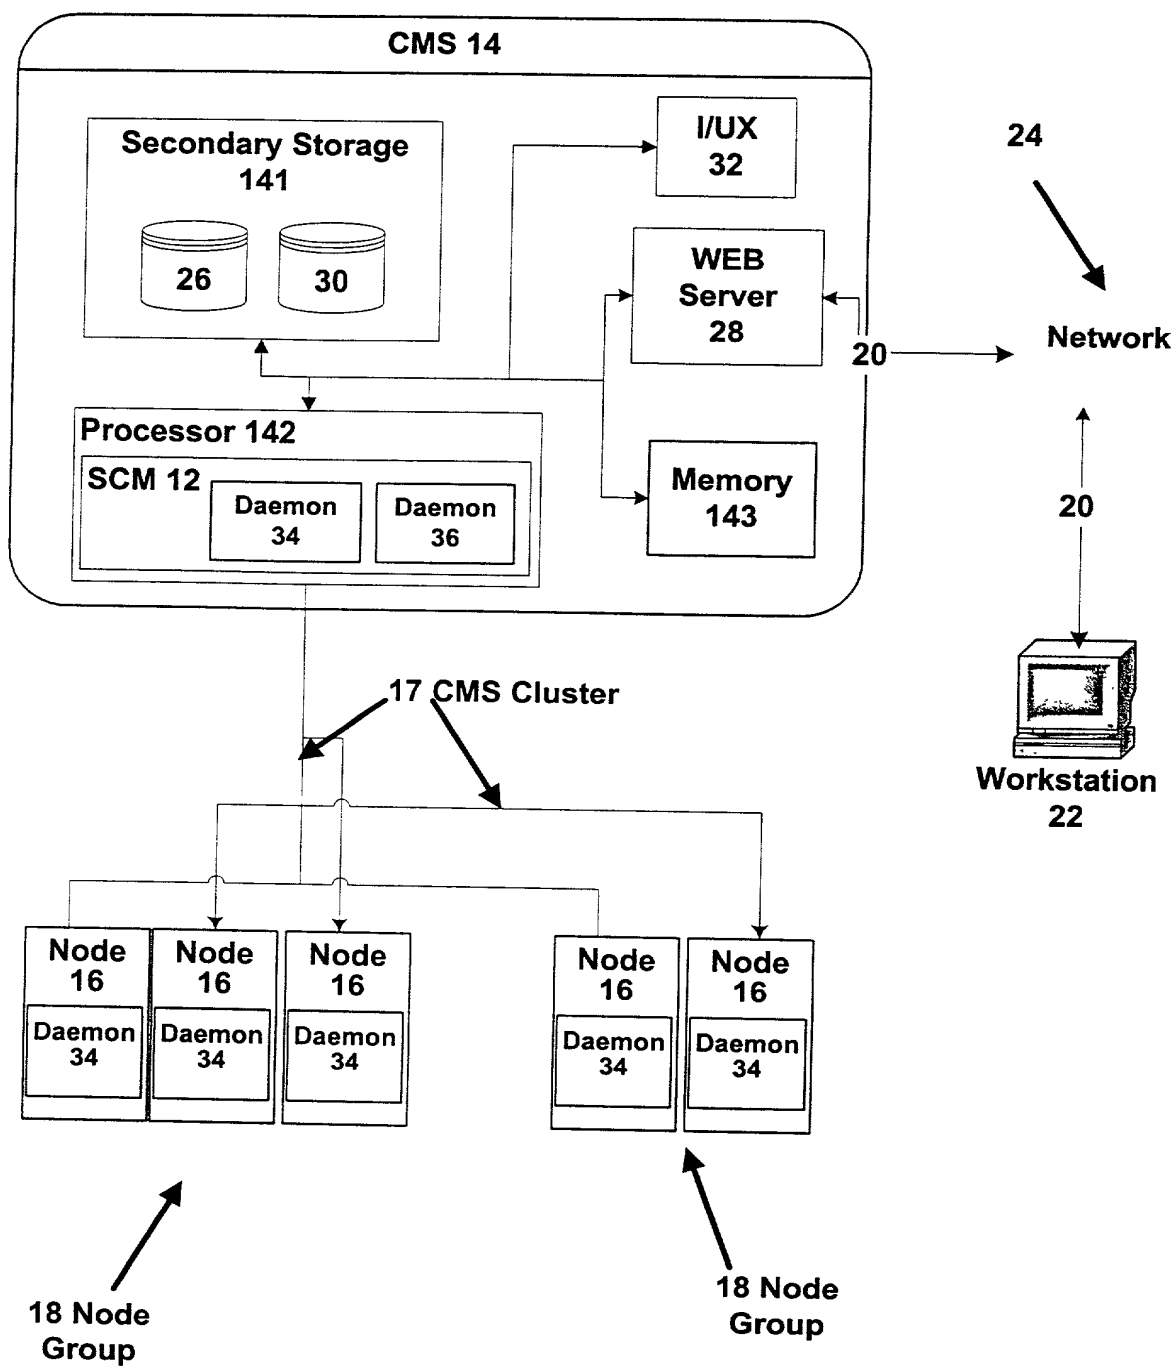 CMS 14
Secondary Storage
141
26
30
I/UX
32
WEB
Server
28
20
24
Network
Processor 142
SCM 12
Daemon
34
Daemon
36
Memory
143
20
17 CMS Cluster
Workstation
22
Node
16
Daemon
34
Node
16
Daemon
34
Node
16
Daemon
34
Node
16
Daemon
34
Node
16
Daemon
34
18 Node
Group
18 Node
Group